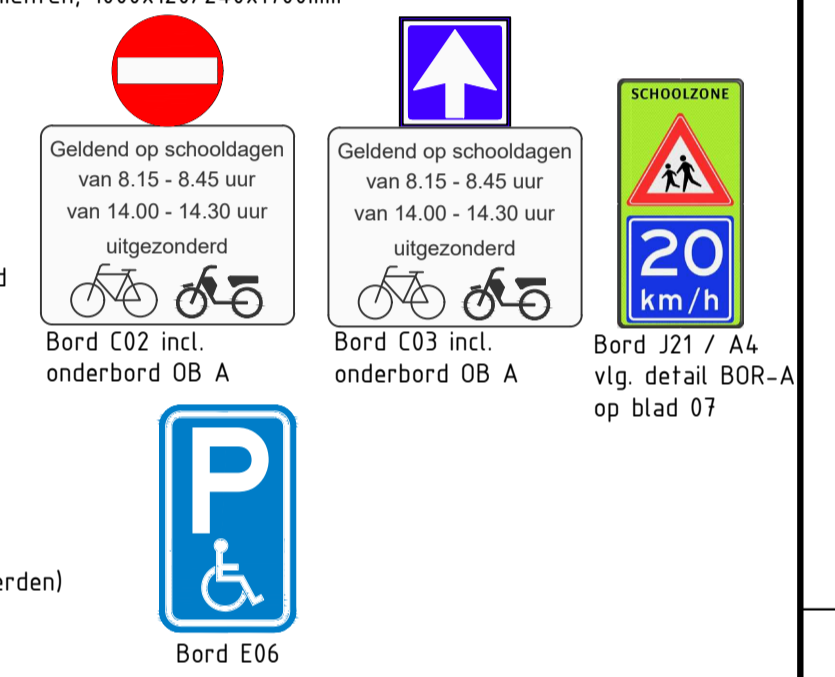 Geldend op schooldagen
van 8.15 - 8.45 uur
van 14.00 - 14.30 uur
uitgezonderd
Bord C02 incl.
onderbord OB A
Geldend op schooldagen
van 8.15 - 8.45 uur
van 14.00 - 14.30 uur
uitgezonderd
Bord C03 incl.
onderbord OB A
SCHOOLZONE
20
km/h
Bord J21 / A4
vlg. detail BOR-A
op blad 07
P
Bord E06
erden)